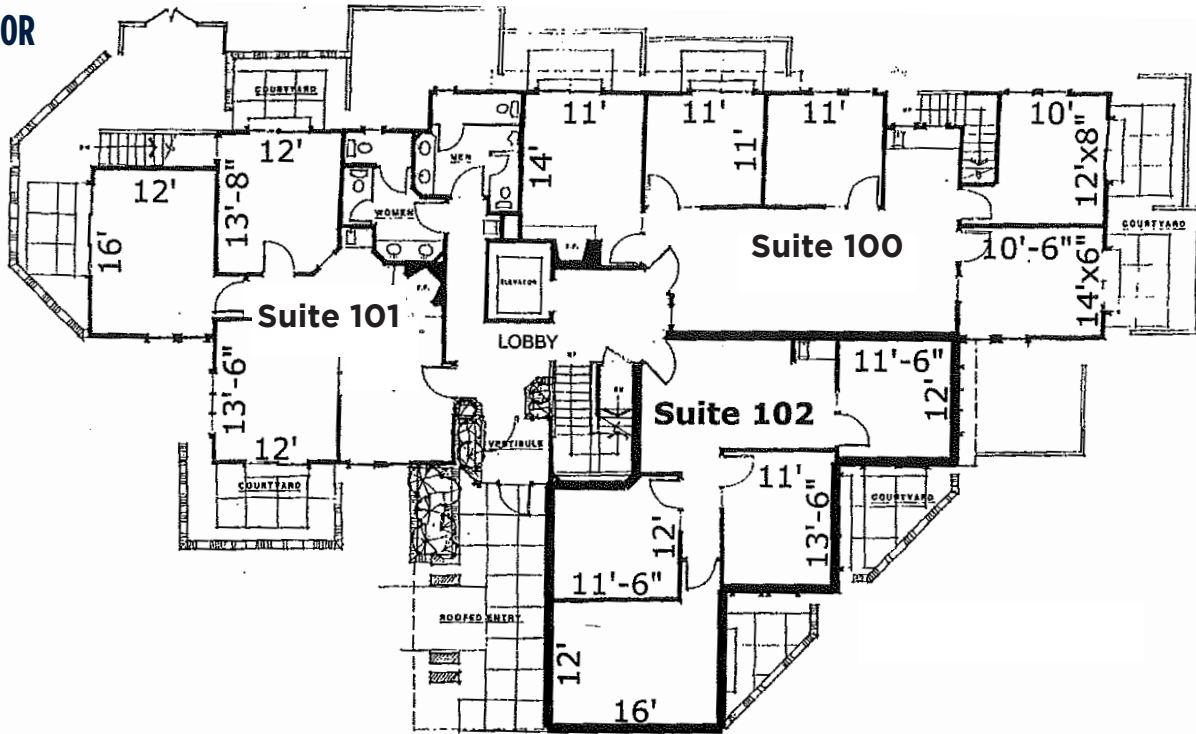 OR
COURTYARD
11'
11'
11'
10'
12'x8"
14'
11'
MEN
12'
13'-8"
12'
16'
WOMEN
COURTYARD
Suite 100
10'-6"
14'x6"
F.P.
F.P.
ELEVATOR
Suite 101
LOBBY
UP
11'-6"
12'
13'-6"
12'
Suite 102
VESTIBULE
COURTYARD
11'
13'-6"
COURTYARD
12'
11'-6"
ROOFED ENTRY
12'
16'